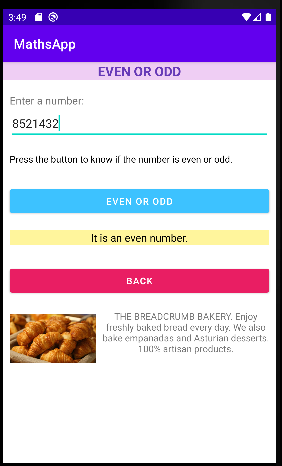 3:49
MathsApp
EVEN OR ODD
Enter a number:
8521432
Press the button to know if the number is even or odd.
EVEN OR ODD
It is an even number.
BACK
THE BREADCRUMB BAKERY. Enjoy
freshly baked bread every day. We also
bake empanadas and Asturian desserts
100% artisan products.